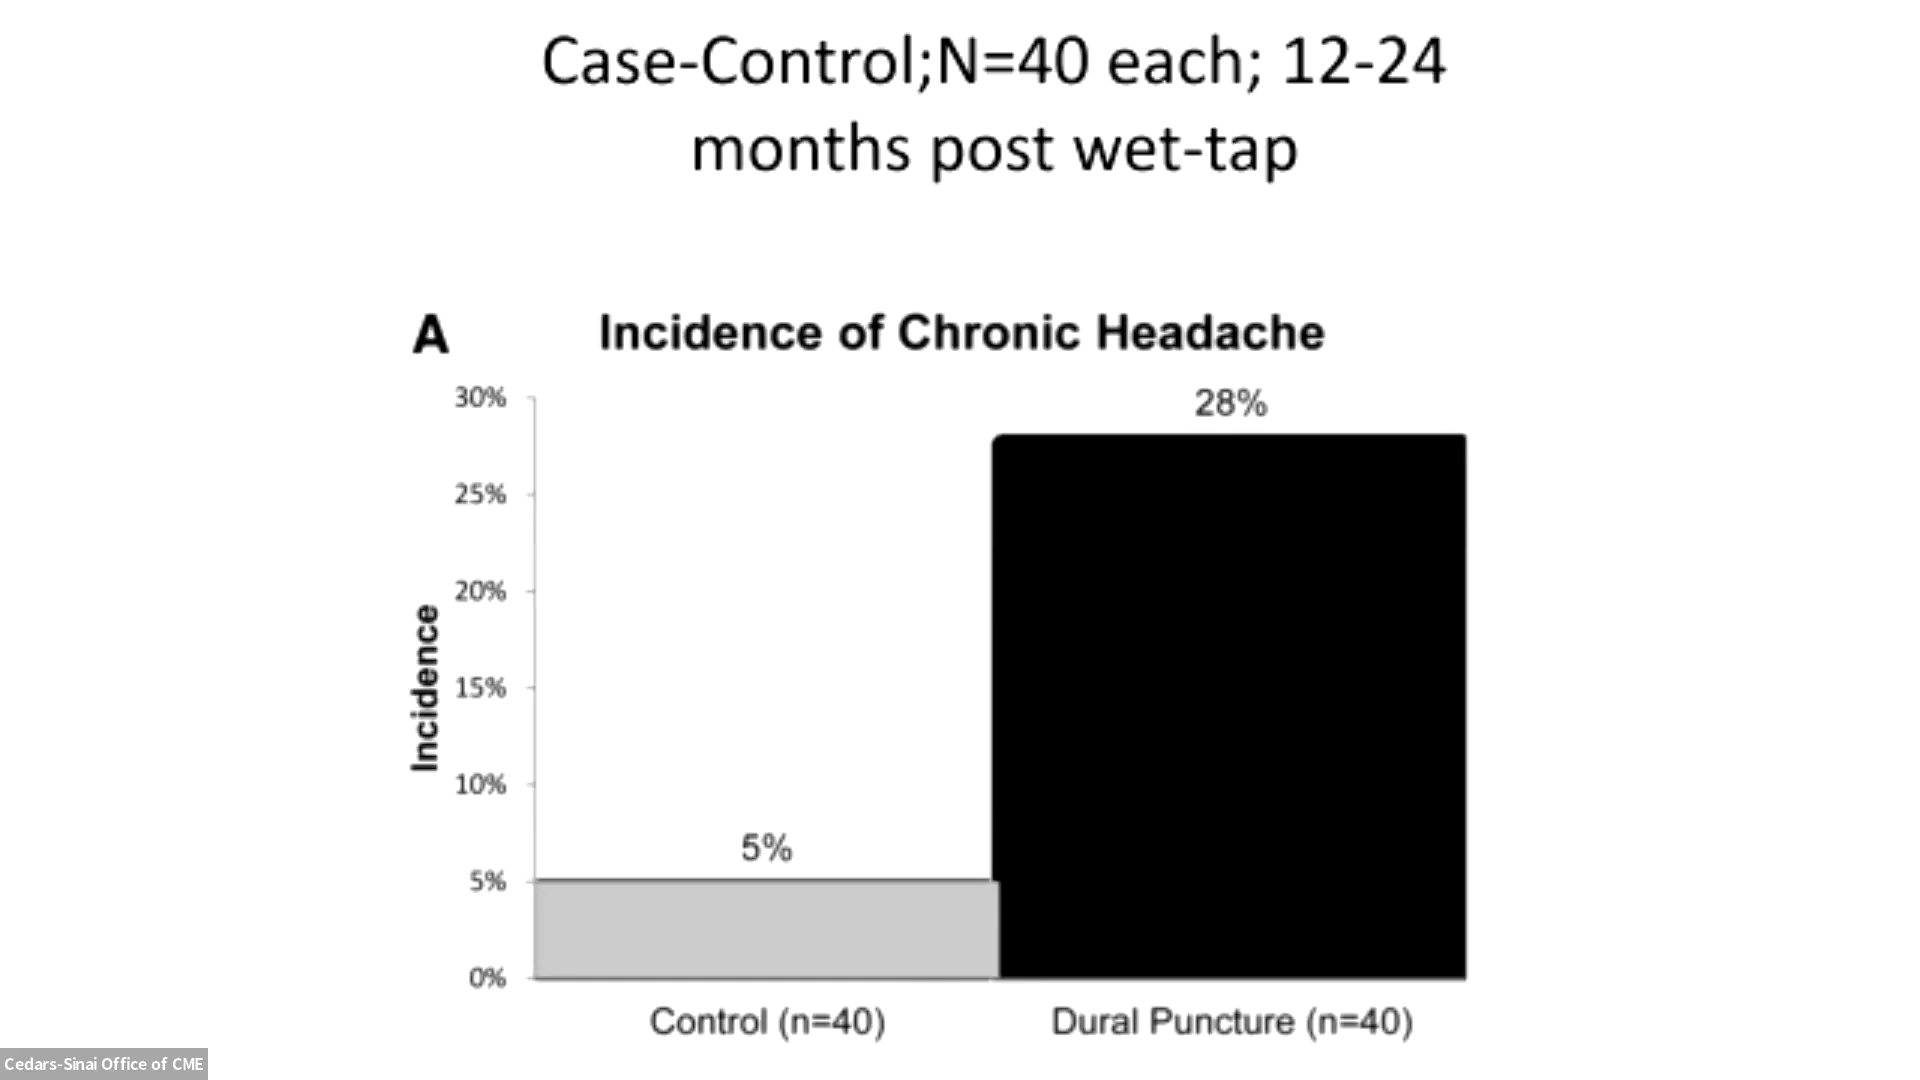 Case-Control;N=40 each; 12-24
months post wet-tap
A Incidence of Chronic Headache
30%
28%
25%
20%
Incidence
15%
10%
5%
5%
0%
Control (n=40) Dural Puncture (n=40)
Cedars-Sinai Office of CME